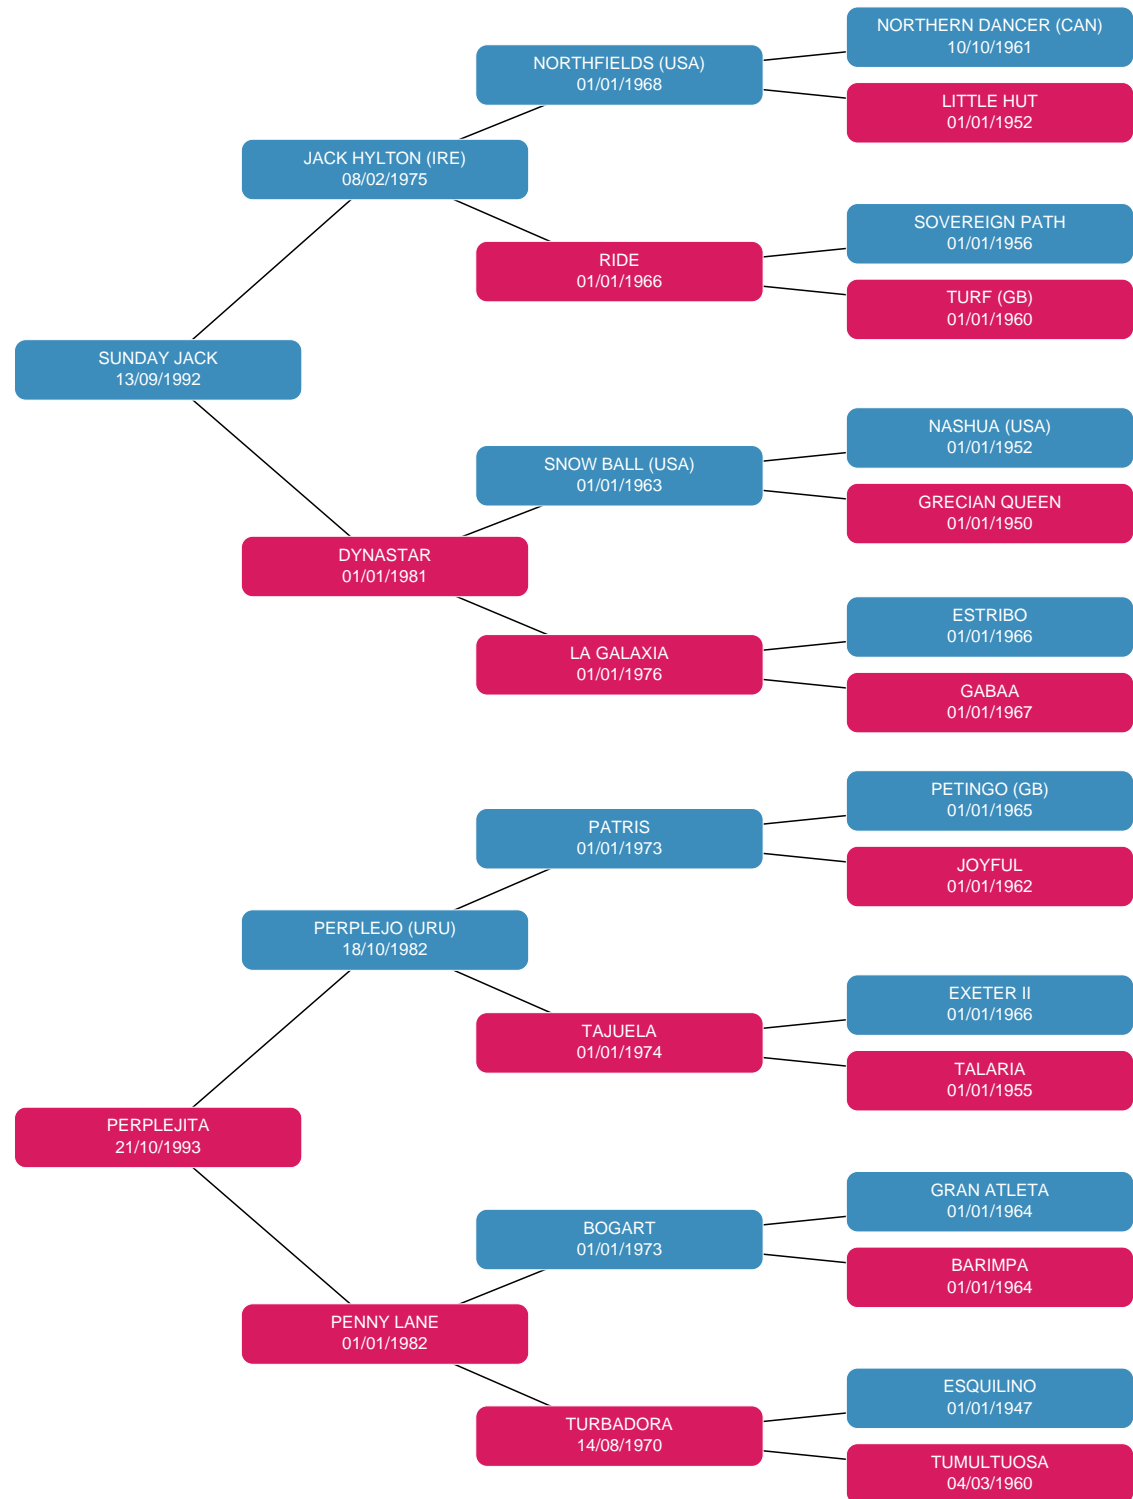 NORTHERN DANCER (CAN)
10/10/1961
NORTHFIELDS (USA)
01/01/1968
LITTLE HUT
01/01/1952
JACK HYLTON (IRE)
08/02/1975
SOVEREIGN PATH
01/01/1956
RIDE
01/01/1966
TURF (GB)
01/01/1960
SUNDAY JACK
13/09/1992
NASHUA (USA)
01/01/1952
SNOW BALL (USA)
01/01/1963
GRECIAN QUEEN
01/01/1950
DYNASTAR
01/01/1981
ESTRIBO
01/01/1966
LA GALAXIA
01/01/1976
GABAA
01/01/1967
PETINGO (GB)
01/01/1965
PATRIS
01/01/1973
JOYFUL
01/01/1962
PERPLEJO (URU)
18/10/1982
EXETER II
01/01/1966
TAJUELA
01/01/1974
TALARIA
01/01/1955
PERPLEJITA
21/10/1993
GRAN ATLETA
01/01/1964
BOGART
01/01/1973
BARIMPA
01/01/1964
PENNY LANE
01/01/1982
ESQUILINO
01/01/1947
TURBADORA
14/08/1970
TUMULTUOSA
04/03/1960